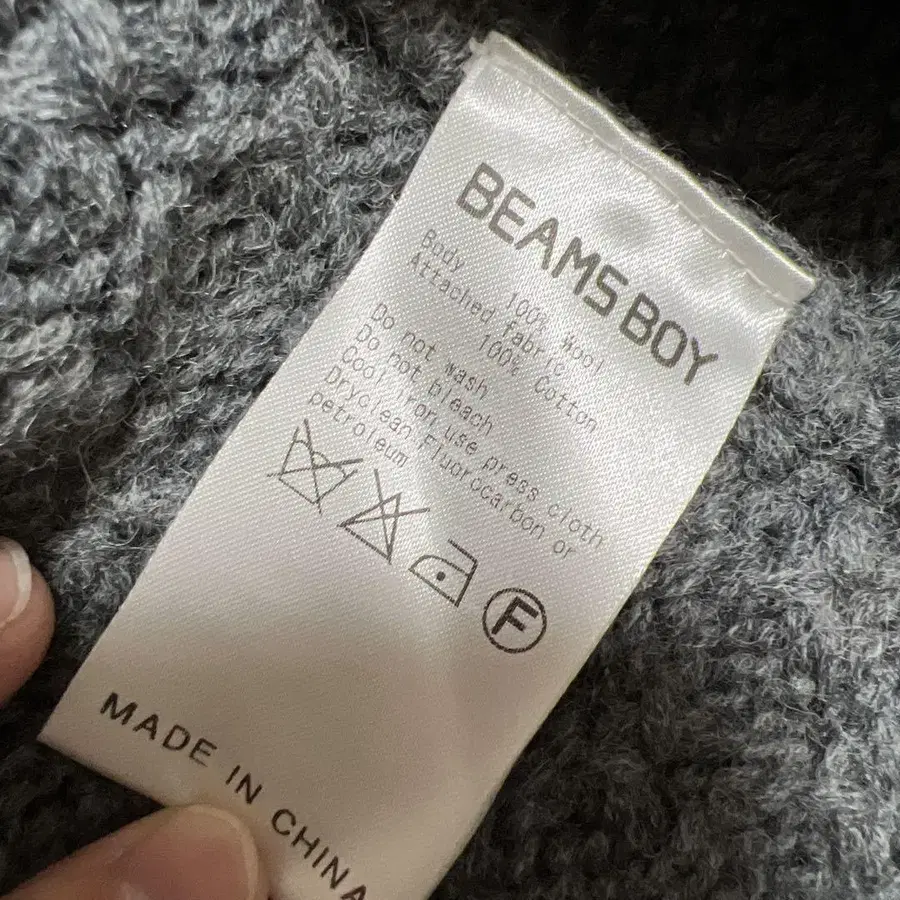 BEAMS BOY
Body
100% Wool
Attached fabric
100% Cotton
Do not wash
Do not bleach
Cool iron use press cloth
Dryclean Fluorocarbon or
petroleum
F
MADE IN CHINA